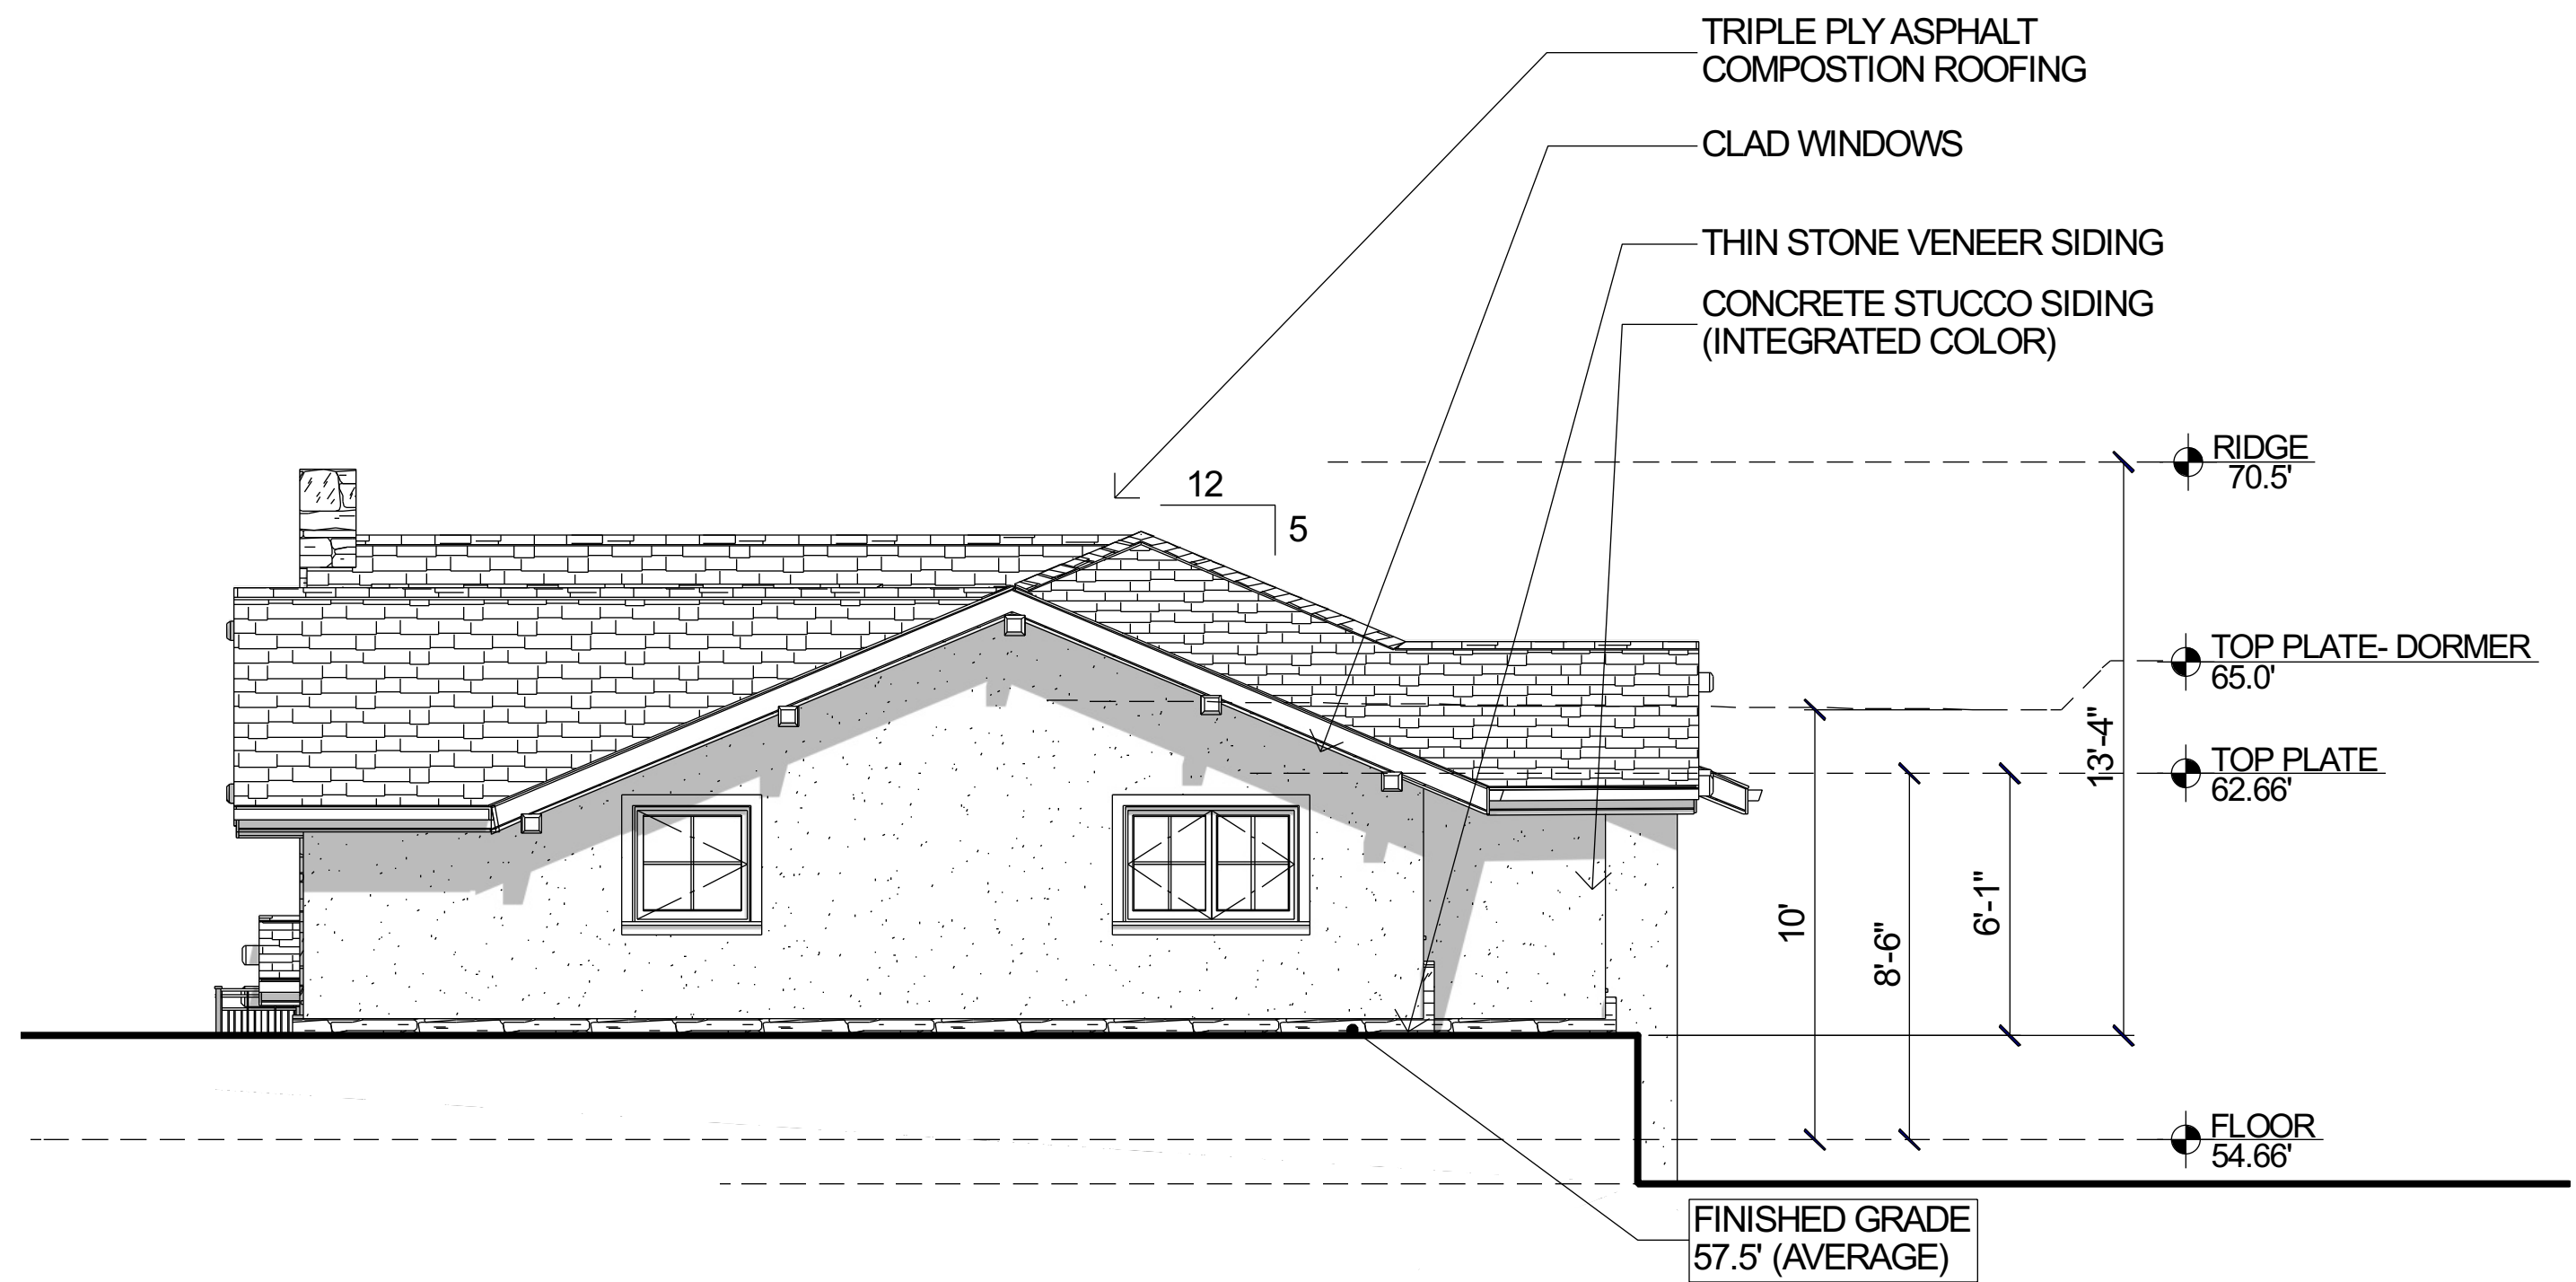 TRIPLE PLY ASPHALT
COMPOSTION ROOFING
CLAD WINDOWS
THIN STONE VENEER SIDING
CONCRETE STUCCO SIDING
(INTEGRATED COLOR)
RIDGE
70.5'
12
5
TOP PLATE- DORMER
65.0'
13'-4"
TOP PLATE
62.66'
10'
8'-6"
6'-1"
FLOOR
54.66'
FINISHED GRADE
57.5' (AVERAGE)